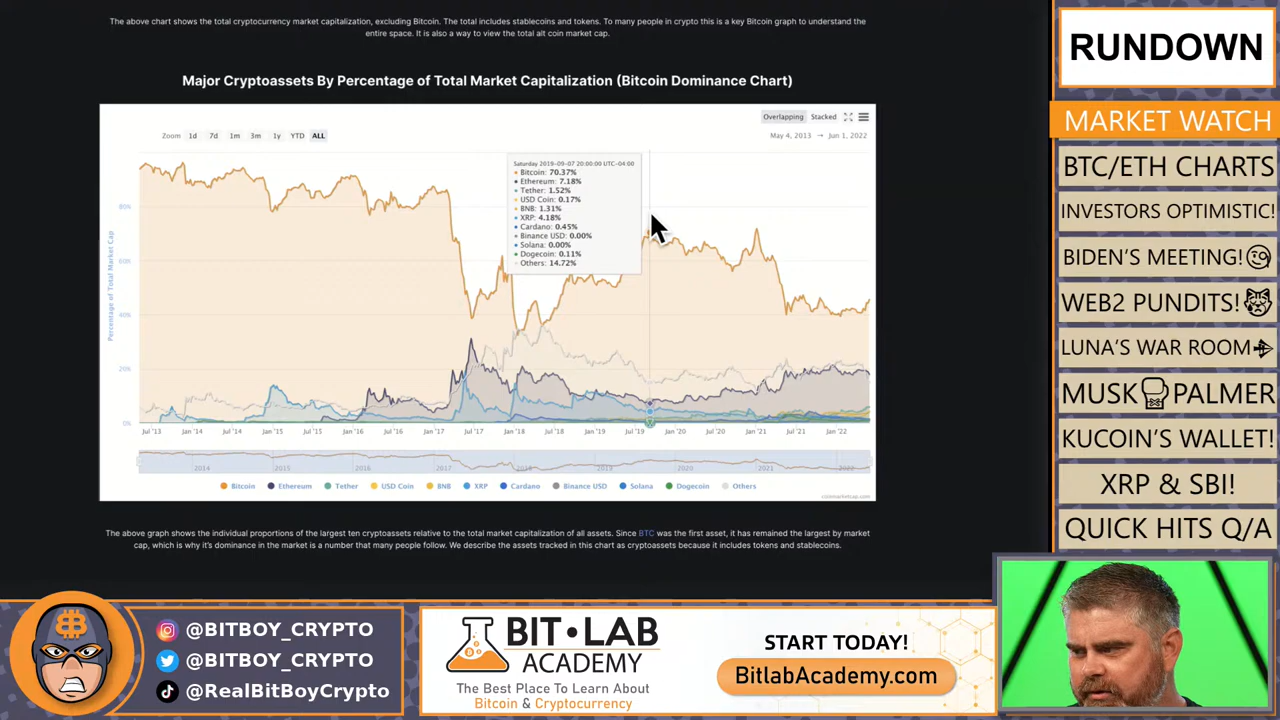 The above chart shows the total cryptocurrency market capitalization, excluding Bitcoin. The total includes stablecoins and tokens. To many people in crypto this is a key Bitcoin graph to understand the
entire space. It is also a way to view the total alt coin market cap.
Major Cryptoassets By Percentage of Total Market Capitalization (Bitcoin Dominance Chart)
Overlapping Stacked
Zoom 1d 7d 1m 3m 1y YTD ALL
May 4, 2013 → Jun 1, 2022
Saturday 2019-09-07 20:00:00 UTC-04:00
Bitcoin: 70.37%
Ethereum: 7.18%
Tether: 1.52%
USD Coin: 0.17%
BNB: 1.31%
XRP: 4.18%
Cardano: 0.45%
Binance USD: 0.00%
Solana: 0.00%
Dogecoin: 0.11%
Others: 14.72%
Percentage of Total Market Cap
80%
60%
40%
20%
0%
Jul '13 Jan '14 Jul '14 Jan '15 Jul '15 Jan '16 Jul '16 Jan '17 Jul '17 Jan '18 Jul '18 Jan '19 Jul '19 Jan '20 Jul '20 Jan '21 Jul '21 Jan '22
2014 2015 2016 2017 2018 2019 2020 2021 2022
Bitcoin Ethereum Tether USD Coin BNB XRP Cardano Binance USD Solana Dogecoin Others
coinmarketcap.com
The above graph shows the individual proportions of the largest ten cryptoassets relative to the total market capitalization of all assets. Since BTC was the first asset, it has remained the largest by market
cap, which is why it's dominance in the market is a number that many people follow. We describe the assets tracked in this chart as cryptoassets because it includes tokens and stablecoins.
RUNDOWN
MARKET WATCH
BTC/ETH CHARTS
INVESTORS OPTIMISTIC!
BIDEN'S MEETING!
WEB2 PUNDITS!
LUNA'S WAR ROOM
MUSK PALMER
KUCOIN'S WALLET!
XRP & SBI!
QUICK HITS Q/A
@BITBOY_CRYPTO
@BITBOY_CRYPTO
@RealBitBoyCrypto
BIT•LAB
ACADEMY
The Best Place To Learn About
Bitcoin & Cryptocurrency
START TODAY!
BitlabAcademy.com